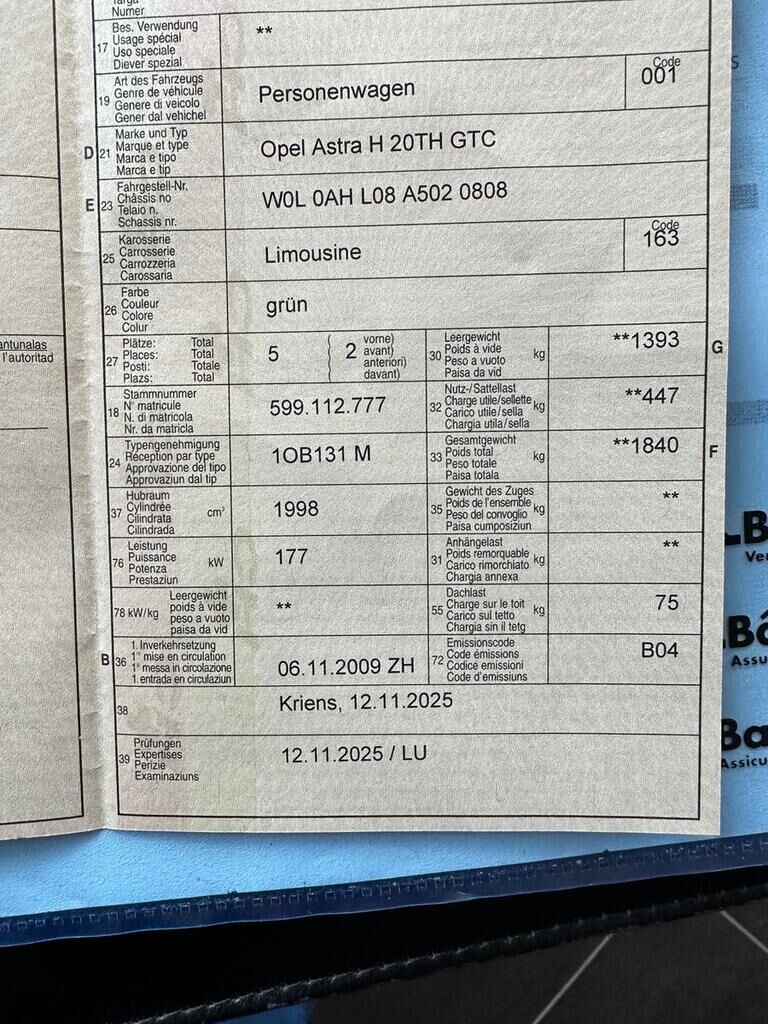 Numer
17 Bes. Verwendung
Usage spécial
Uso speciale
Diever spezial
**
19 Art des Fahrzeugs
Genre de véhicule
Genere di veicolo
Gener dal vehichel
Personenwagen
Code
001
D 21 Marke und Typ
Marque et type
Marca e tipo
Marca e tip
Opel Astra H 20TH GTC
E 23 Fahrgestell-Nr.
Châssis no
Telaio n.
Schassis nr.
W0L 0AH L08 A502 0808
25 Karosserie
Carrosserie
Carrozzeria
Carossaria
Limousine
Code
163
26 Farbe
Couleur
Colore
Colur
grün
antunalas
l'autoritad
27 Plätze: Total
Places: Total
Posti: Totale
Plazs: Total
5 ( 2 vorne)
avant)
anteriori)
davant)
30 Leergewicht
Poids à vide
Peso a vuoto
Paisa da vid
kg
**1393
G
18 Stammnummer
N° matricule
N. di matricola
Nr. da matricla
599.112.777
32 Nutz-/Sattellast
Charge utile/sellette
Carico utile/sella
Chargia utila/sella
kg
**447
24 Typengenehmigung
Réception par type
Approvazione del tipo
Approvaziun dal tip
1OB131 M
33 Gesamtgewicht
Poids total
Peso totale
Paisa totala
kg
**1840
F
37 Hubraum
Cylindrée
Cilindrata
Cilindrada
cm³
1998
35 Gewicht des Zuges
Poids de l'ensemble
Peso del convoglio
Paisa cumposiziun
kg
**
76 Leistung
Puissance
Potenza
Prestaziun
kW
177
31 Anhängelast
Poids remorquable
Carico rimorchiato
Chargia annexa
kg
**
78 kW/kg Leergewicht
poids à vide
peso a vuoto
paisa da vid
**
55 Dachlast
Charge sur le toit
Carico sul tetto
Chargia sin il tetg
kg
75
B 36 1. Inverkehrsetzung
1re mise en circulation
1a messa in circolazione
1. entrada en circulaziun
06.11.2009 ZH
72 Emissionscode
Code émissions
Codice emissioni
Code d'emissiuns
B04
38 Kriens, 12.11.2025
39 Prüfungen
Expertises
Perizie
Examinaziuns
12.11.2025 / LU
Assu
Assicu